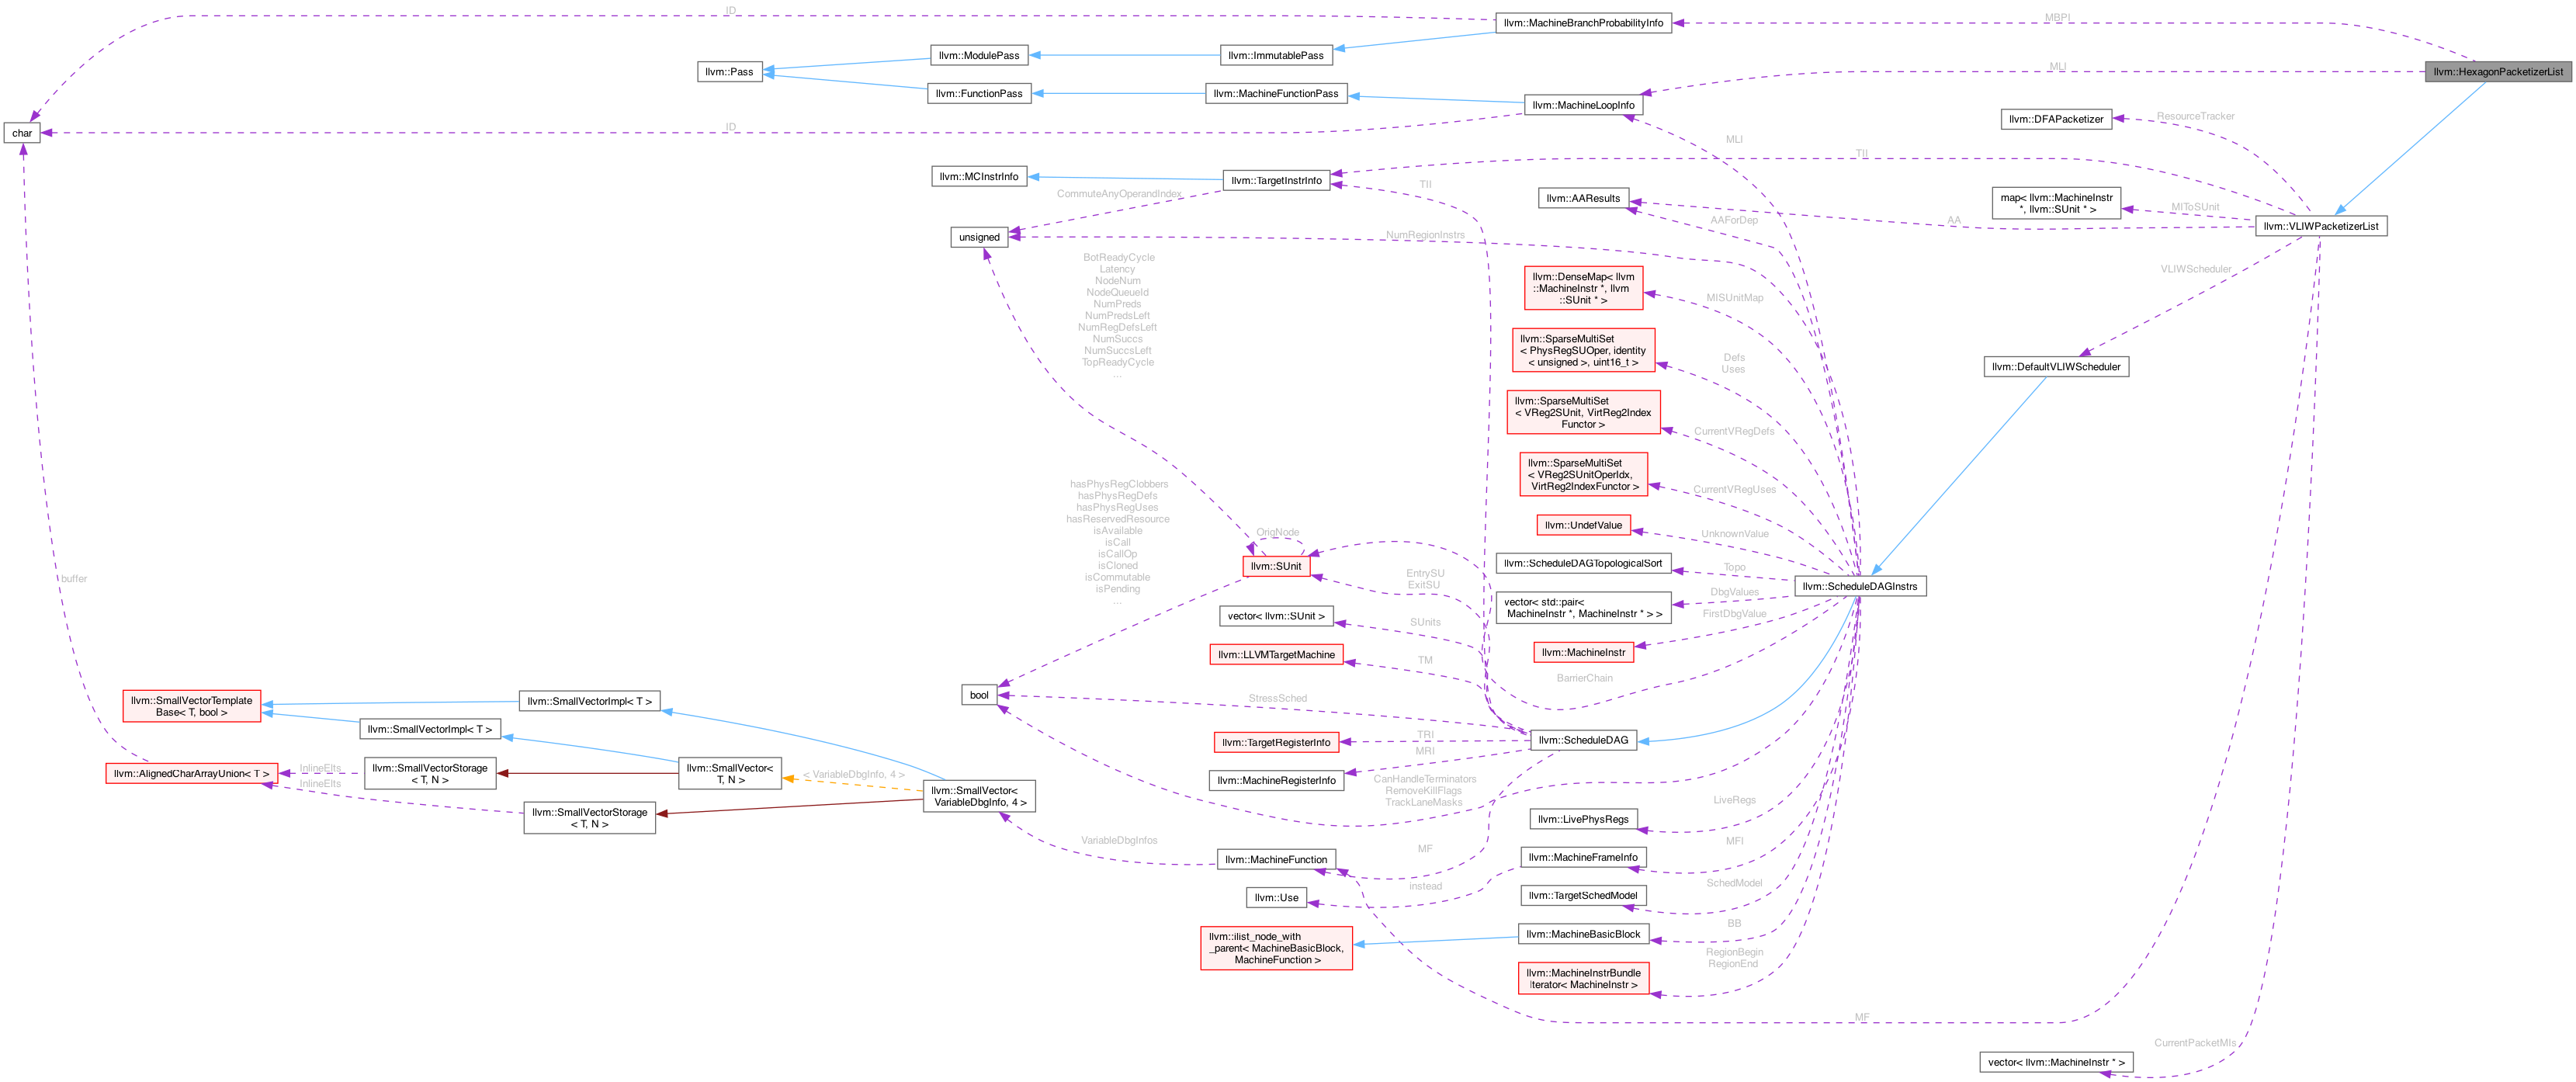 ID
llvm::MachineBranchProbabilityInfo
MBPI
llvm::ModulePass
llvm::ImmutablePass
llvm::Pass
MLI
llvm::HexagonPacketizerList
llvm::FunctionPass
llvm::MachineFunctionPass
llvm::MachineLoopInfo
char
ID
MLI
llvm::DFAPacketizer
ResourceTracker
TII
llvm::MCInstrInfo
llvm::TargetInstrInfo
TII
CommuteAnyOperandIndex
llvm::AAResults
map< llvm::MachineInstr
*, llvm::SUnit * >
MIToSUnit
AAForDep
AA
llvm::VLIWPacketizerList
unsigned
NumRegionInstrs
BotReadyCycle
Latency
NodeNum
NodeQueueId
NumPreds
NumPredsLeft
NumRegDefsLeft
NumSuccs
NumSuccsLeft
TopReadyCycle
...
VLIWScheduler
llvm::DenseMap< llvm
::MachineInstr *, llvm
::SUnit * >
MISUnitMap
llvm::SparseMultiSet
< PhysRegSUOper, identity
< unsigned >, uint16_t >
Defs
Uses
llvm::DefaultVLIWScheduler
llvm::SparseMultiSet
< VReg2SUnit, VirtReg2Index
Functor >
CurrentVRegDefs
llvm::SparseMultiSet
< VReg2SUnitOperIdx,
VirtReg2IndexFunctor >
CurrentVRegUses
hasPhysRegClobbers
hasPhysRegDefs
hasPhysRegUses
hasReservedResource
isAvailable
isCall
isCallOp
isCloned
isCommutable
isPending
...
llvm::UndefValue
UnknownValue
OrigNode
llvm::SUnit
llvm::ScheduleDAGTopologicalSort
Topo
EntrySU
ExitSU
buffer
llvm::ScheduleDAGInstrs
vector< std::pair<
MachineInstr *, MachineInstr * > >
DbgValues
FirstDbgValue
vector< llvm::SUnit >
SUnits
llvm::MachineInstr
llvm::LLVMTargetMachine
TM
BarrierChain
bool
StressSched
llvm::SmallVectorTemplate
Base< T, bool >
llvm::SmallVectorImpl< T >
llvm::SmallVectorImpl< T >
llvm::TargetRegisterInfo
TRI
llvm::ScheduleDAG
MRI
llvm::MachineRegisterInfo
llvm::AlignedCharArrayUnion< T >
InlineElts
InlineElts
llvm::SmallVectorStorage
< T, N >
llvm::SmallVector<
T, N >
< VariableDbgInfo, 4 >
llvm::SmallVector<
VariableDbgInfo, 4 >
CanHandleTerminators
RemoveKillFlags
TrackLaneMasks
llvm::SmallVectorStorage
< T, N >
LiveRegs
llvm::LivePhysRegs
VariableDbgInfos
MF
MFI
llvm::MachineFunction
llvm::MachineFrameInfo
instead
SchedModel
llvm::Use
llvm::TargetSchedModel
BB
llvm::MachineBasicBlock
llvm::ilist_node_with
_parent< MachineBasicBlock,
MachineFunction >
RegionBegin
RegionEnd
llvm::MachineInstrBundle
Iterator< MachineInstr >
MF
CurrentPacketMIs
vector< llvm::MachineInstr * >